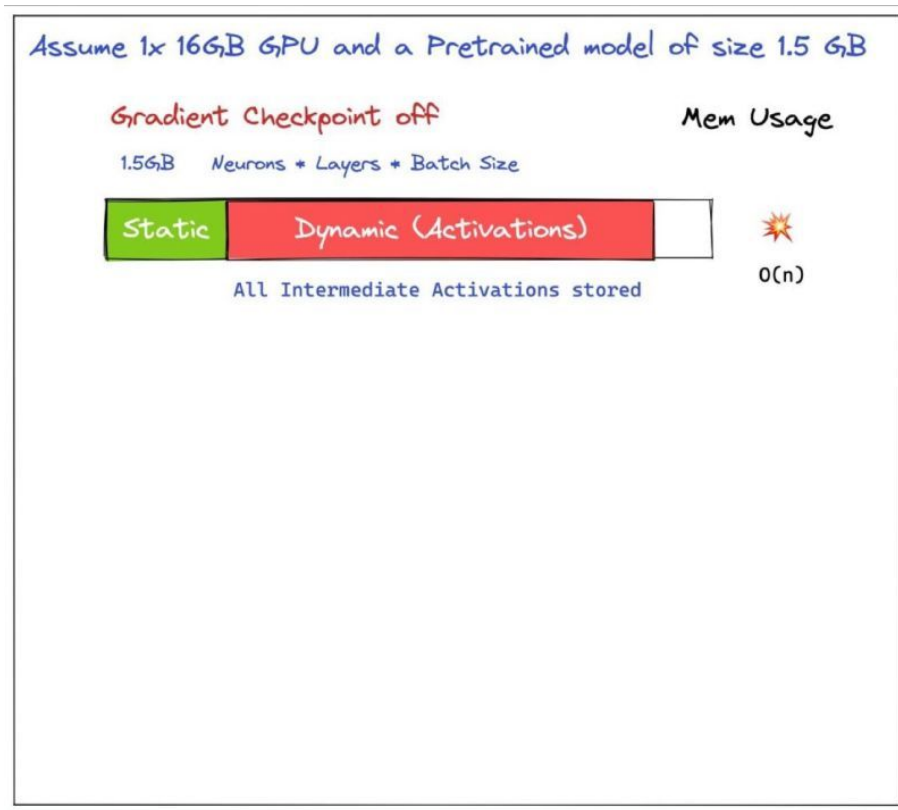 Assume 1x 16GB GPU and a Pretrained model of size 1.5 GB
Gradient Checkpoint off
Mem Usage
1.5GB Neurons * Layers * Batch Size
Static Dynamic (Activations)
O(n)
All Intermediate Activations stored